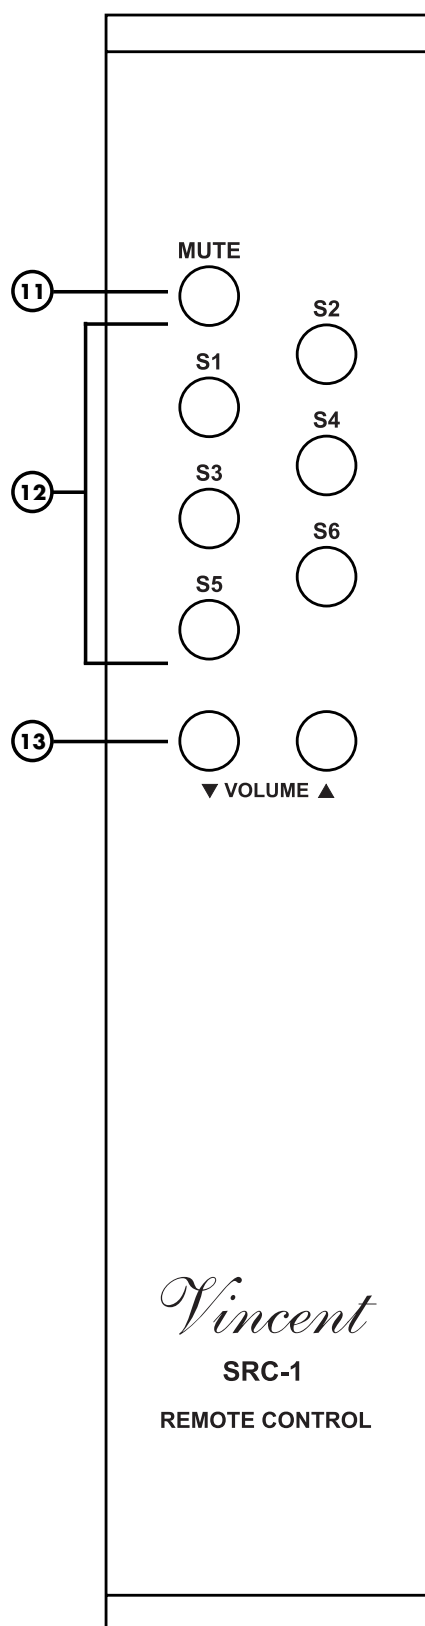 MUTE
11
S2
S1
S4
S3
12
S6
S5
13
▼ VOLUME ▲
Vincent
SRC-1
REMOTE CONTROL